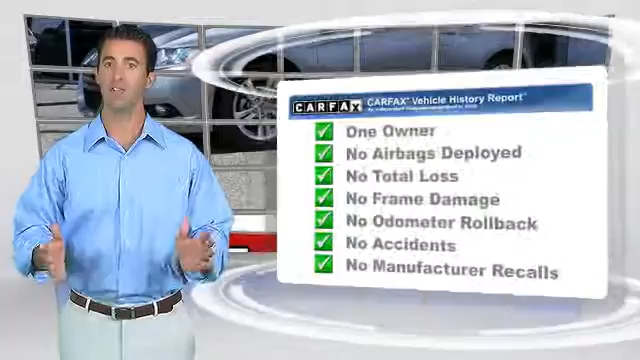 CARFAX CARFAX Vehicle History Report™
One Owner
No Airbags Deployed
No Total Loss
No Frame Damage
No Odometer Rollback
No Accidents
No Manufacturer Recalls